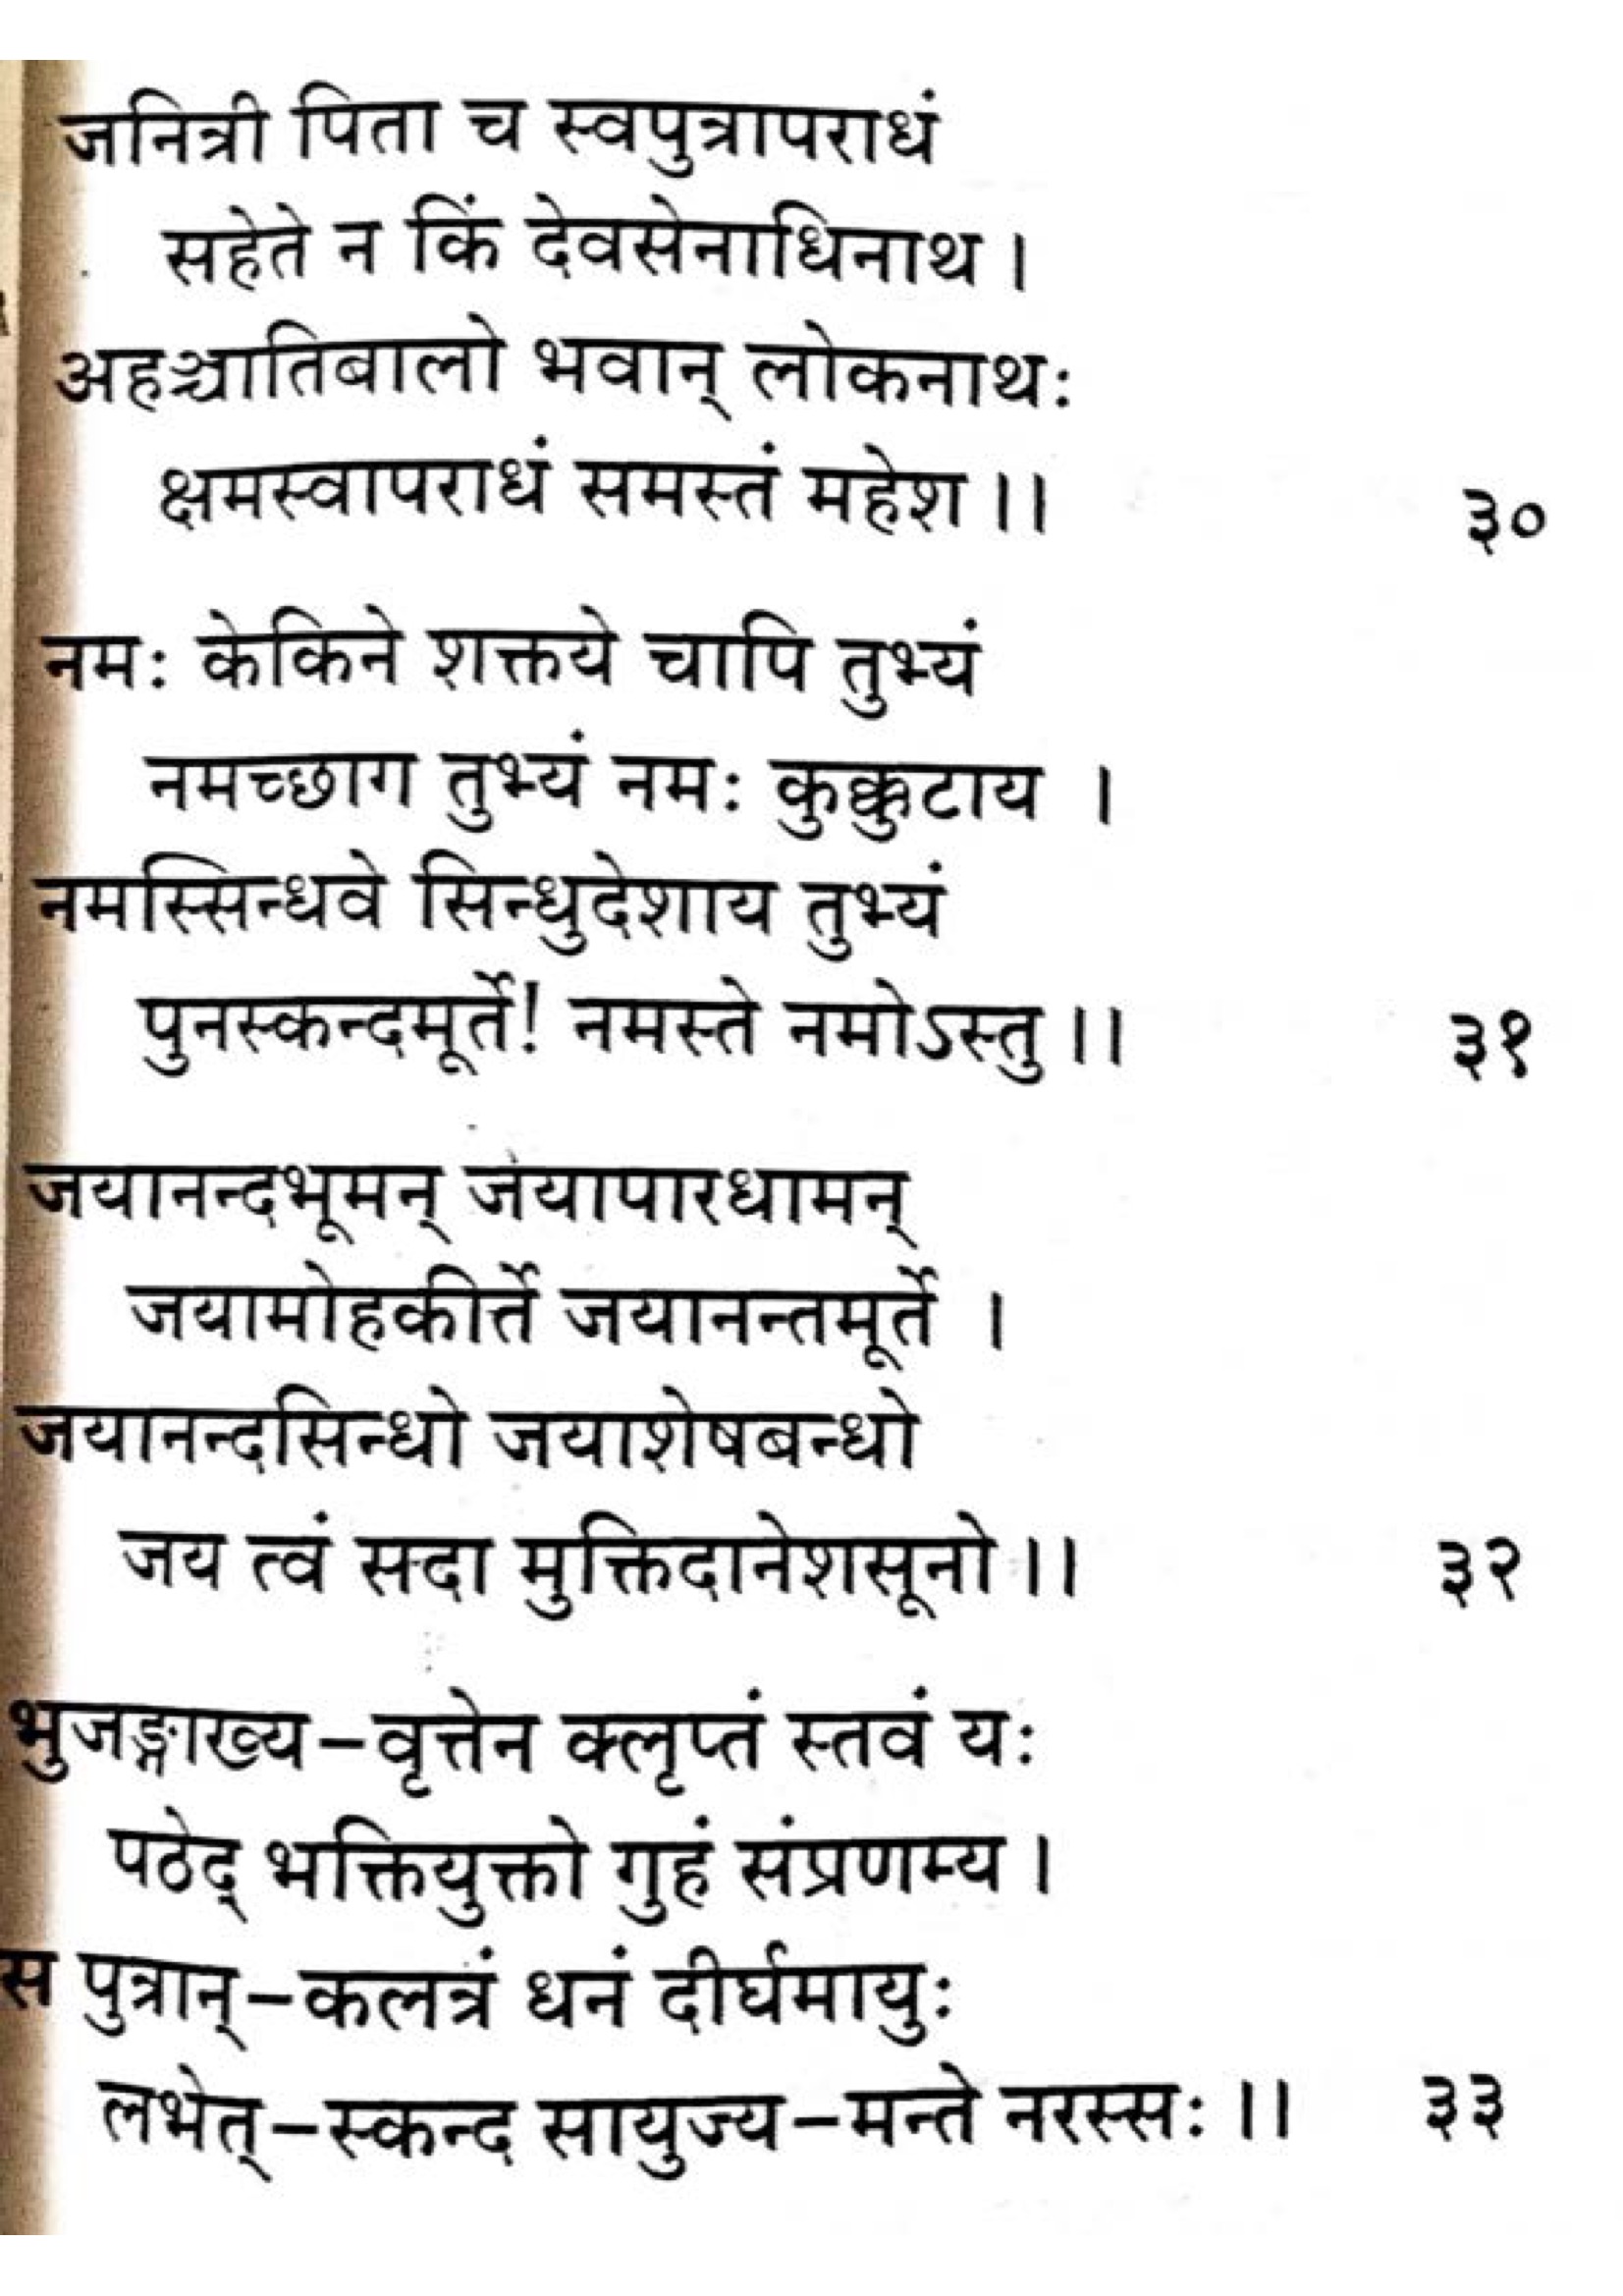 जनित्री पिता च स्वपुत्रापराधं
सहेते न किं देवसेनाधिनाथ।
अहञ्चातिबालो भवान् लोकनाथः
क्षमस्वापराधं समस्तं महेश।। ३०
नमः केकिने शक्तये चापि तुभ्यं
नमच्छाग तुभ्यं नमः कुक्कुटाय ।
नमस्सिन्धवे सिन्धुदेशाय तुभ्यं
पुनस्कन्दमूर्ते! नमस्ते नमोऽस्तु।। ३१
जयानन्दभूमन् जयापारधामन्
जयामोहकीर्त्ते जयानन्तमूर्ते ।
जयानन्दसिन्धो जयाशेषबन्धो
जय त्वं सदा मुक्तिदानेशसूनो।। ३२
भुजङ्गाख्य–वृत्तेन क्लृप्तं स्तवं यः
पठेद् भक्तियुक्तो गुहं संप्रणम्य।
स पुत्रान्–कलत्रं धनं दीर्घमायुः
लभेत्–स्कन्द सायुज्य–मन्ते नरस्सः।। ३३